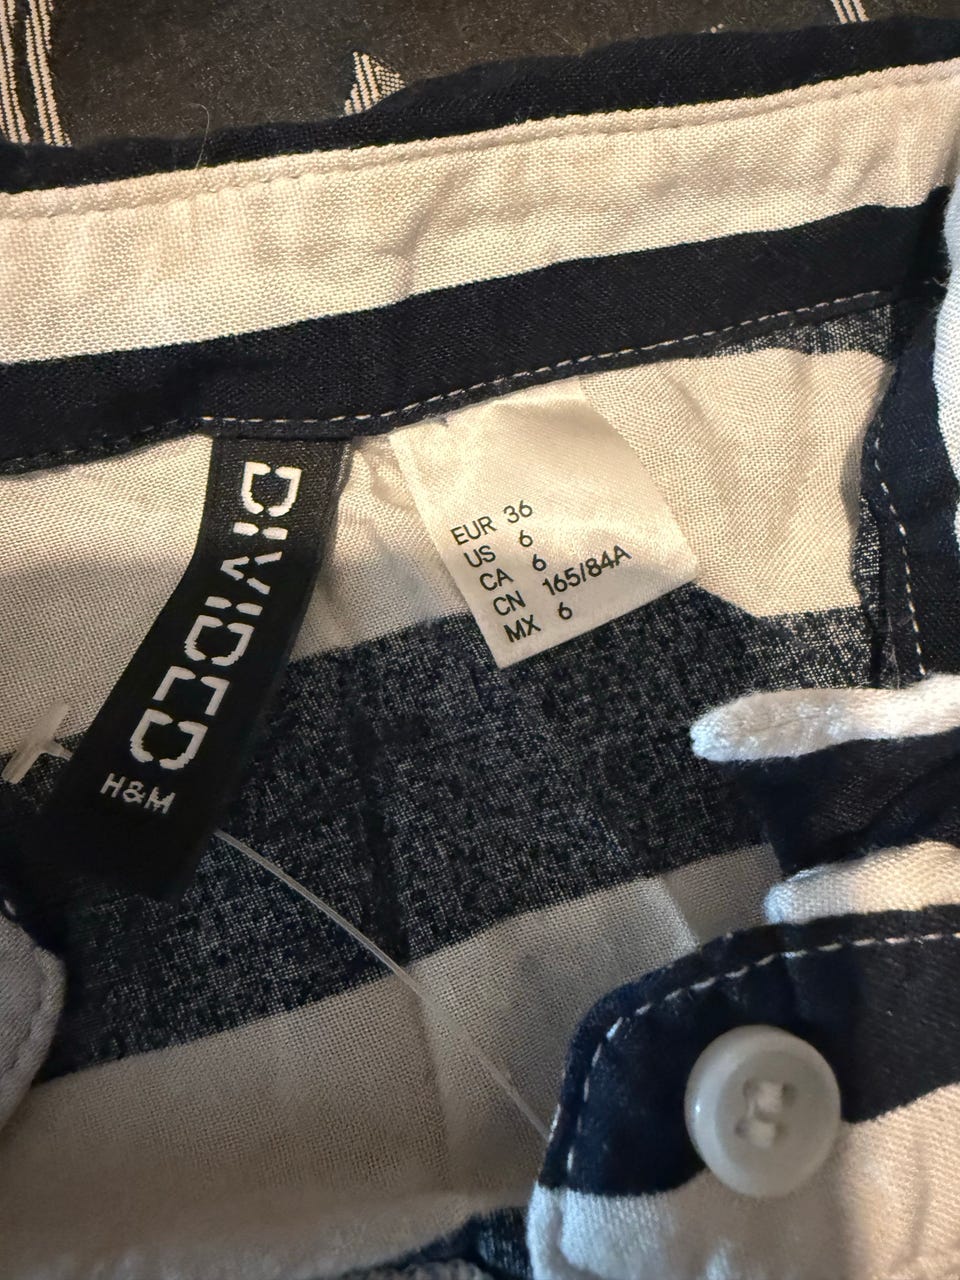 DIVIDED
H&M
EUR 36
US 6
CA 6
CN 165/84A
MX 6